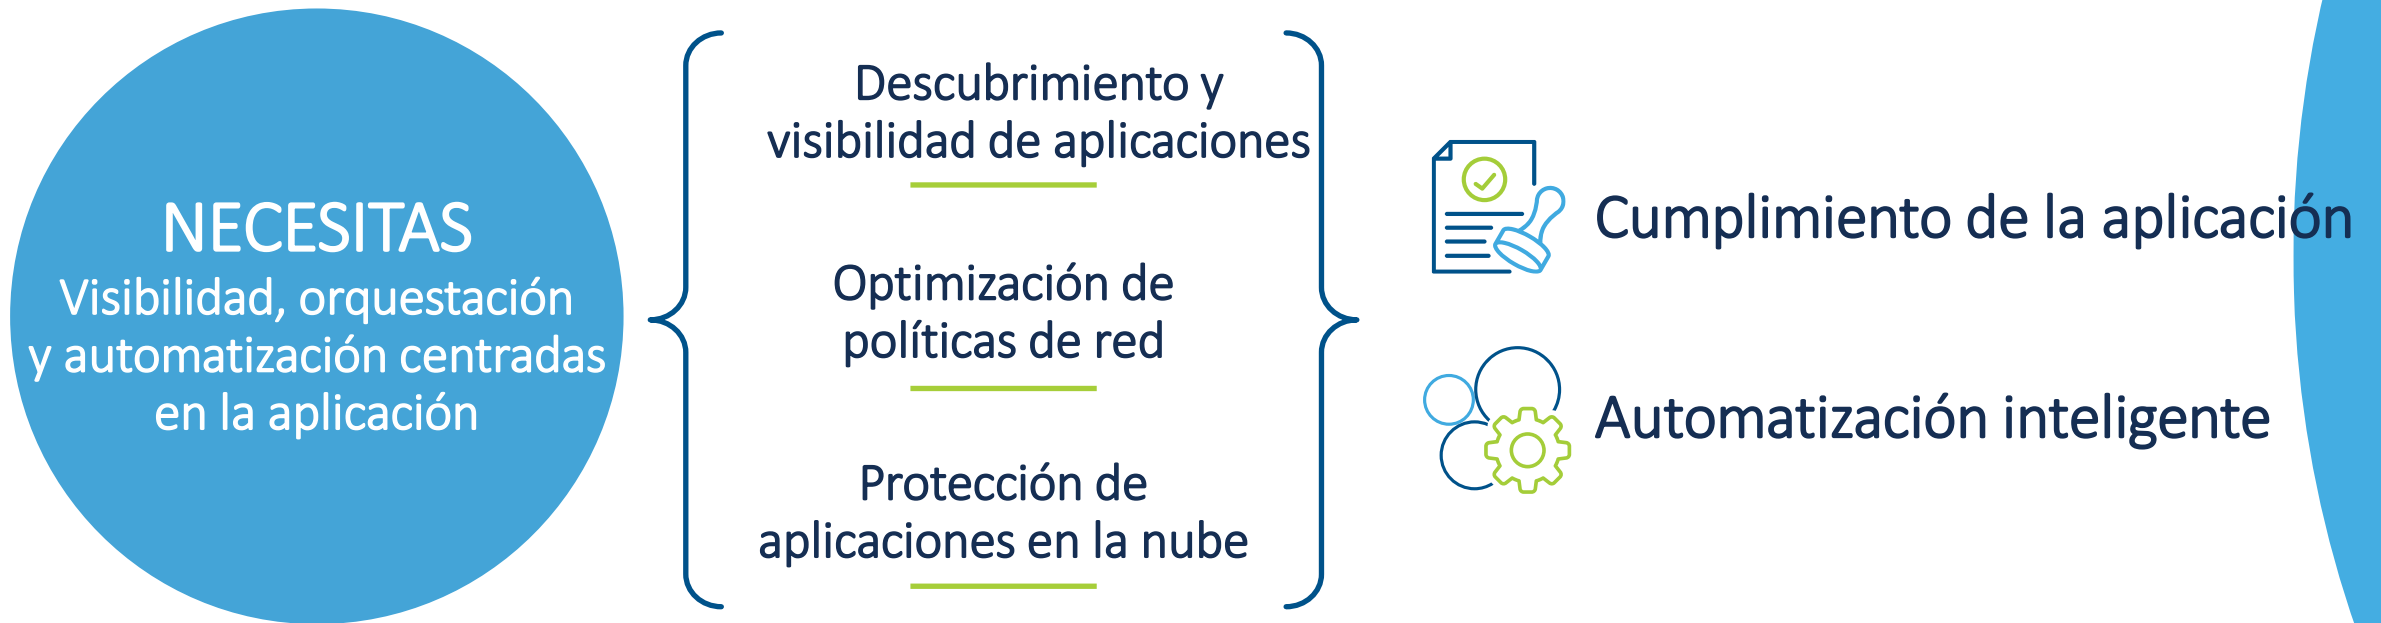 NECESITAS
Visibilidad, orquestación
y automatización centradas
en la aplicación
Descubrimiento y
visibilidad de aplicaciones
Optimización de
políticas de red
Protección de
aplicaciones en la nube
Cumplimiento de la aplicación
Automatización inteligente